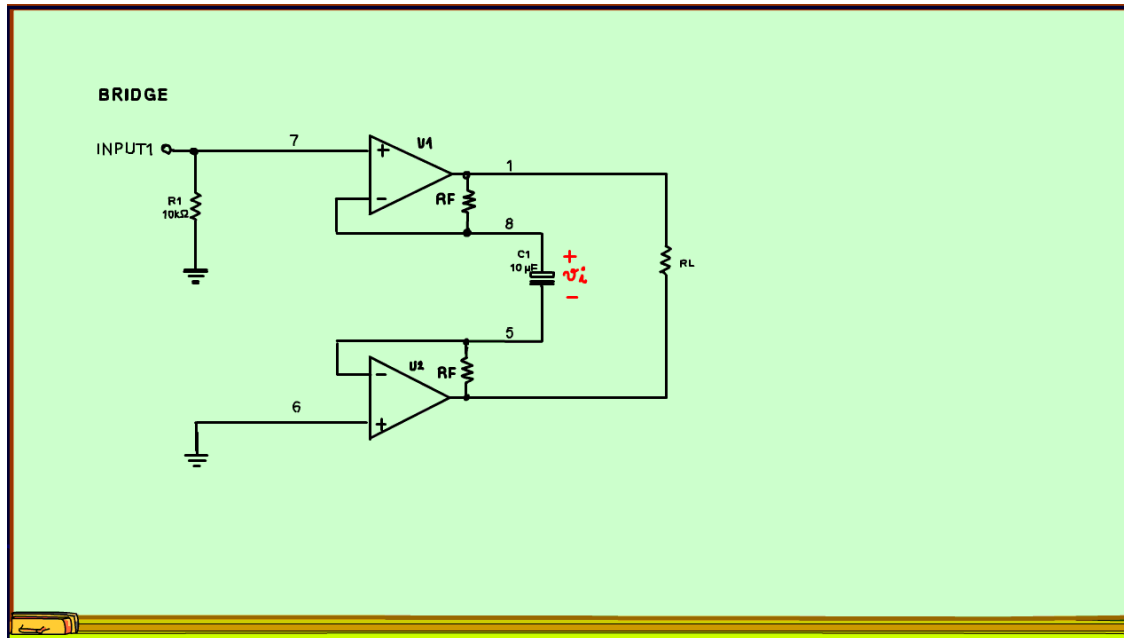 BRIDGE
INPUT1
7
+
U1
-
1
RF
R1
10kΩ
8
C1
10 µF
+
vi
-
RL
5
-
U2
RF
6
+